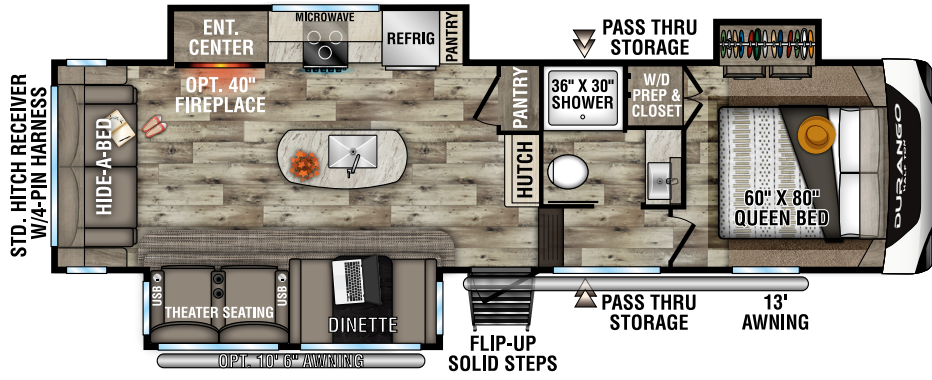 STD. HITCH RECEIVER
W/4-PIN HARNESS
ENT.
CENTER
MICROWAVE
REFRIG
PANTRY
OPT. 40"
FIREPLACE
HIDE-A-BED
PANTRY
HUTCH
PASS THRU
STORAGE
36" X 30"
SHOWER
W/D
PREP &
CLOSET
60" X 80"
QUEEN BED
DURANGO
HALF-TON
USB
THEATER SEATING
USB
DINETTE
OPT. 10' 6" AWNING
FLIP-UP
SOLID STEPS
PASS THRU
STORAGE
13'
AWNING